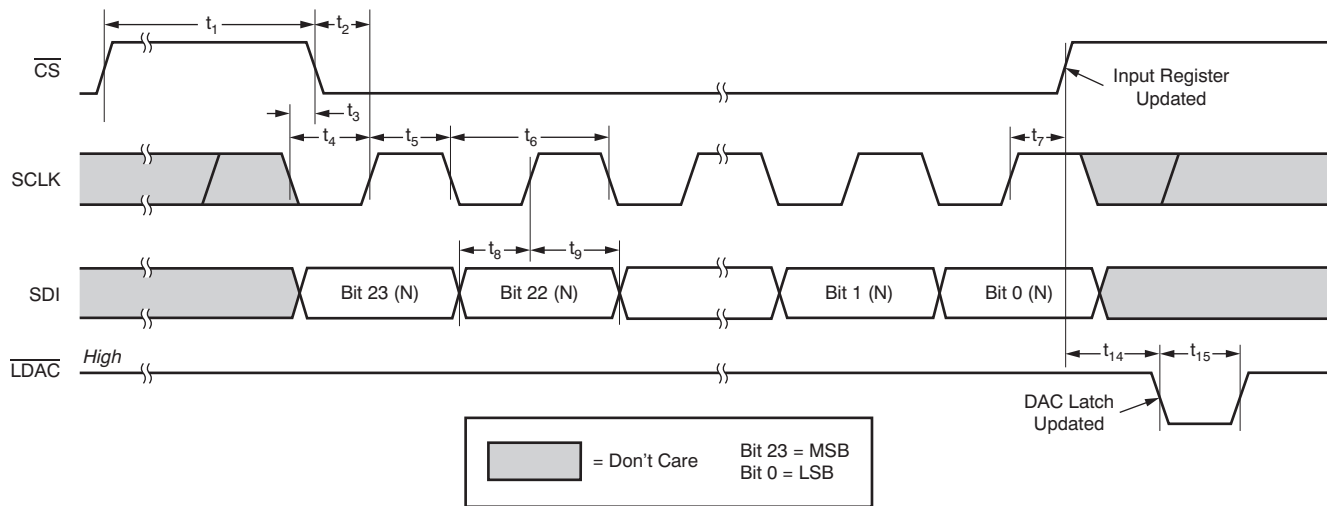 t1 t2
CS
Input Register
Updated
t3
t4 t5 t6 t7
SCLK
t8 t9
SDI Bit 23 (N) Bit 22 (N) Bit 1 (N) Bit 0 (N)
High
LDAC
t14 t15
DAC Latch
Updated
= Don't Care
Bit 23 = MSB
Bit 0 = LSB